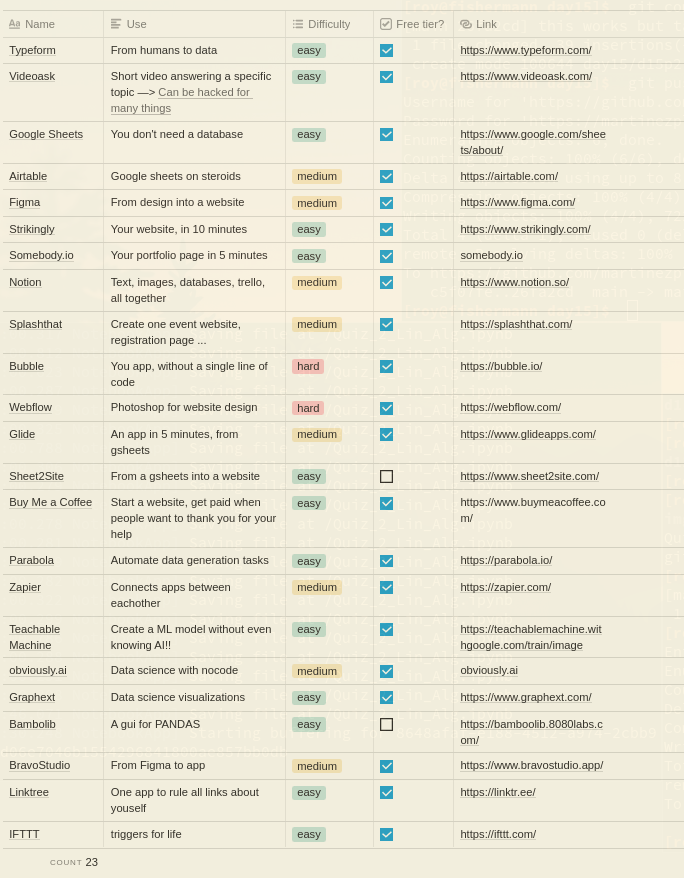 Name Use Difficulty Free tier? Link
Typeform From humans to data easy https://www.typeform.com/
Videoask Short video answering a specific easy https://www.videoask.com/
topic —> Can be hacked for
many things
Google Sheets You don't need a database easy https://www.google.com/shee
ts/about/
Airtable Google sheets on steroids medium https://airtable.com/
Figma From design into a website medium https://www.figma.com/
Strikingly Your website, in 10 minutes easy https://www.strikingly.com/
Somebody.io Your portfolio page in 5 minutes easy somebody.io
Notion Text, images, databases, trello, medium https://www.notion.so/
all together
Splashthat Create one event website, medium https://splashthat.com/
registration page ...
Bubble You app, without a single line of hard https://bubble.io/
code
Webflow Photoshop for website design hard https://webflow.com/
Glide An app in 5 minutes, from medium https://www.glideapps.com/
gsheets
Sheet2Site From a gsheets into a website easy https://www.sheet2site.com/
Buy Me a Coffee Start a website, get paid when easy https://www.buymeacoffee.co
people want to thank you for your m/
help
Parabola Automate data generation tasks easy https://parabola.io/
Zapier Connects apps between medium https://zapier.com/
eachother
Teachable Create a ML model without even easy https://teachablemachine.wit
Machine knowing AI!! hgoogle.com/train/image
obviously.ai Data science with nocode medium obviously.ai
Graphext Data science visualizations easy https://www.graphext.com/
Bambolib A gui for PANDAS easy https://bamboolib.8080labs.c
om/
BravoStudio From Figma to app medium https://www.bravostudio.app/
Linktree One app to rule all links about easy https://linktr.ee/
youself
IFTTT triggers for life easy https://ifttt.com/
COUNT 23